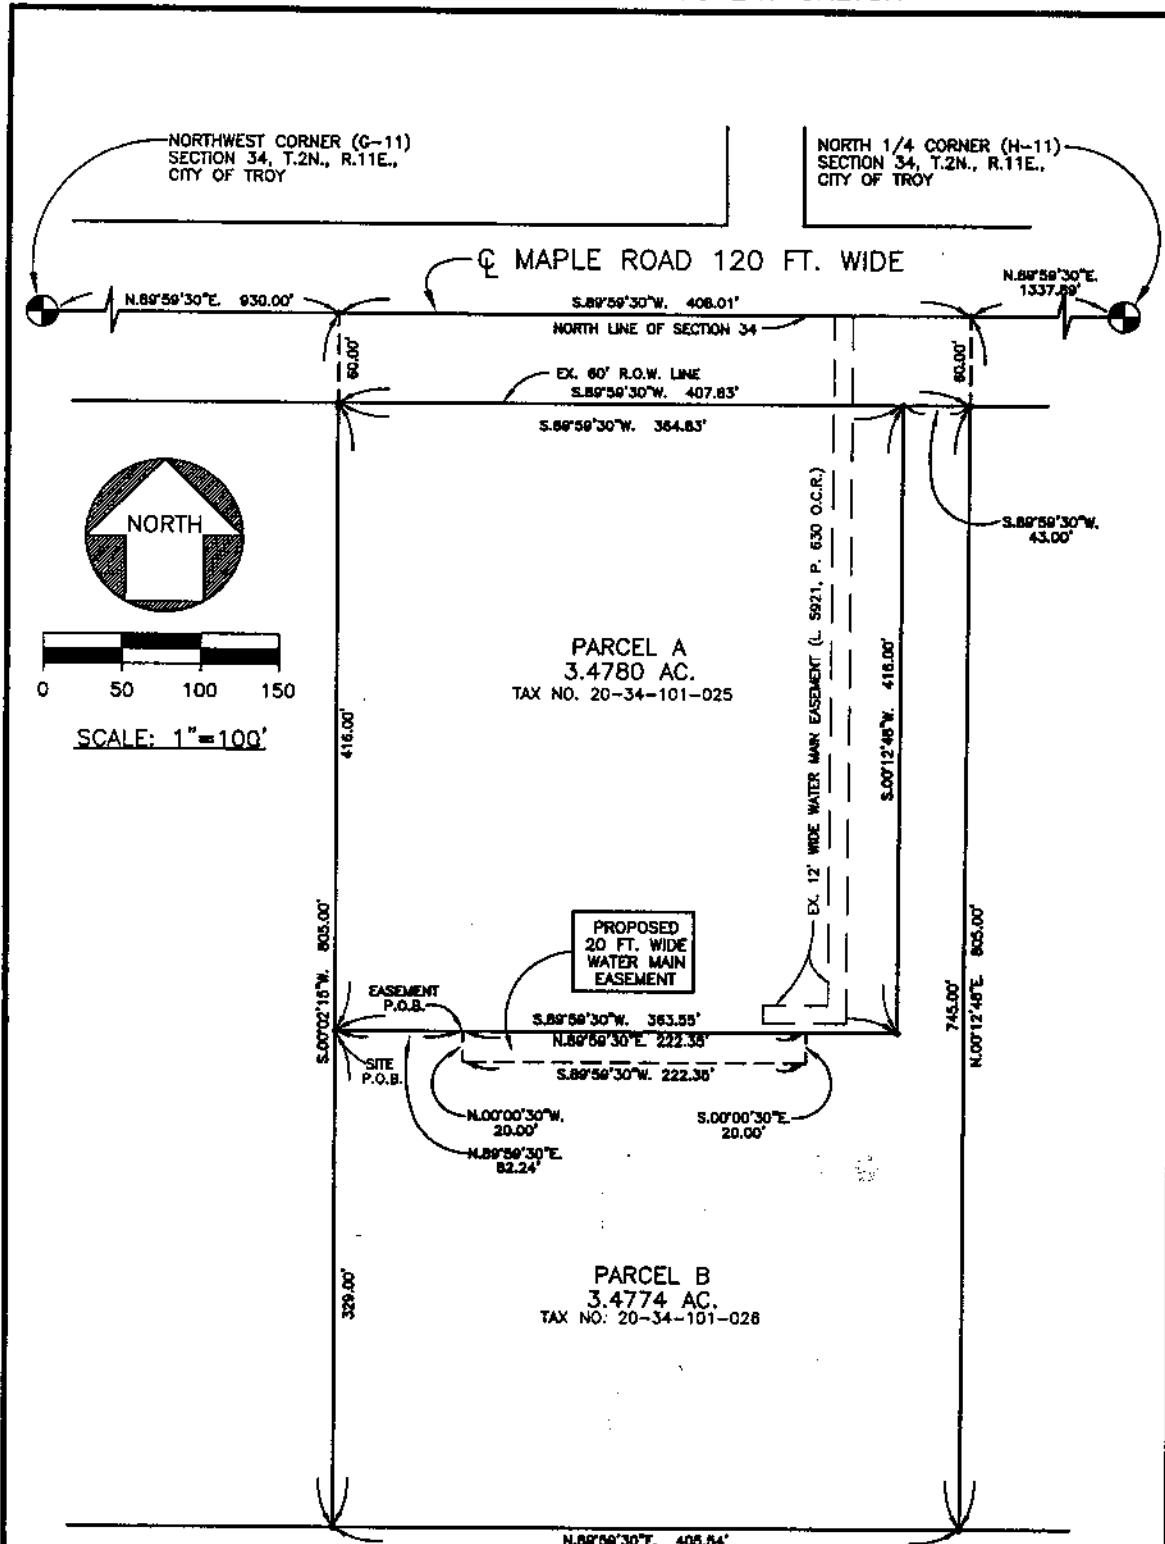 NORTHWEST CORNER (G-11)
SECTION 34, T.2N., R.11E.,
CITY OF TROY
NORTH 1/4 CORNER (H-11)
SECTION 34, T.2N., R.11E.,
CITY OF TROY
℄ MAPLE ROAD 120 FT. WIDE
N.89°59'30"E. 930.00'
S.89°59'30"W. 408.01'
N.89°59'30"E.
1337.89'
NORTH LINE OF SECTION 34
60.00'
60.00'
EX. 60' R.O.W. LINE
S.89°59'30"W. 407.83'
S.89°59'30"W. 364.83'
S.89°59'30"W.
43.00'
NORTH
0 50 100 150
SCALE: 1"=100'
PARCEL A
3.4780 AC.
TAX NO. 20-34-101-025
EX. 12' WIDE WATER MAIN EASEMENT (L. 5921, P. 630 O.C.R.)
S.00°12'48"W. 416.00'
416.00'
S.00°02'15"W. 805.00'
745.00'
N.00°12'48"E. 805.00'
PROPOSED
20 FT. WIDE
WATER MAIN
EASEMENT
EASEMENT
P.O.B.
S.89°59'30"W. 363.55'
N.89°59'30"E. 222.35'
SITE
P.O.B.
S.89°59'30"W. 222.35'
N.00°00'30"W.
20.00'
S.00°00'30"E.
20.00'
N.89°59'30"E.
82.24'
329.00'
PARCEL B
3.4774 AC.
TAX NO: 20-34-101-026
N.89°59'30"E. 405.54'